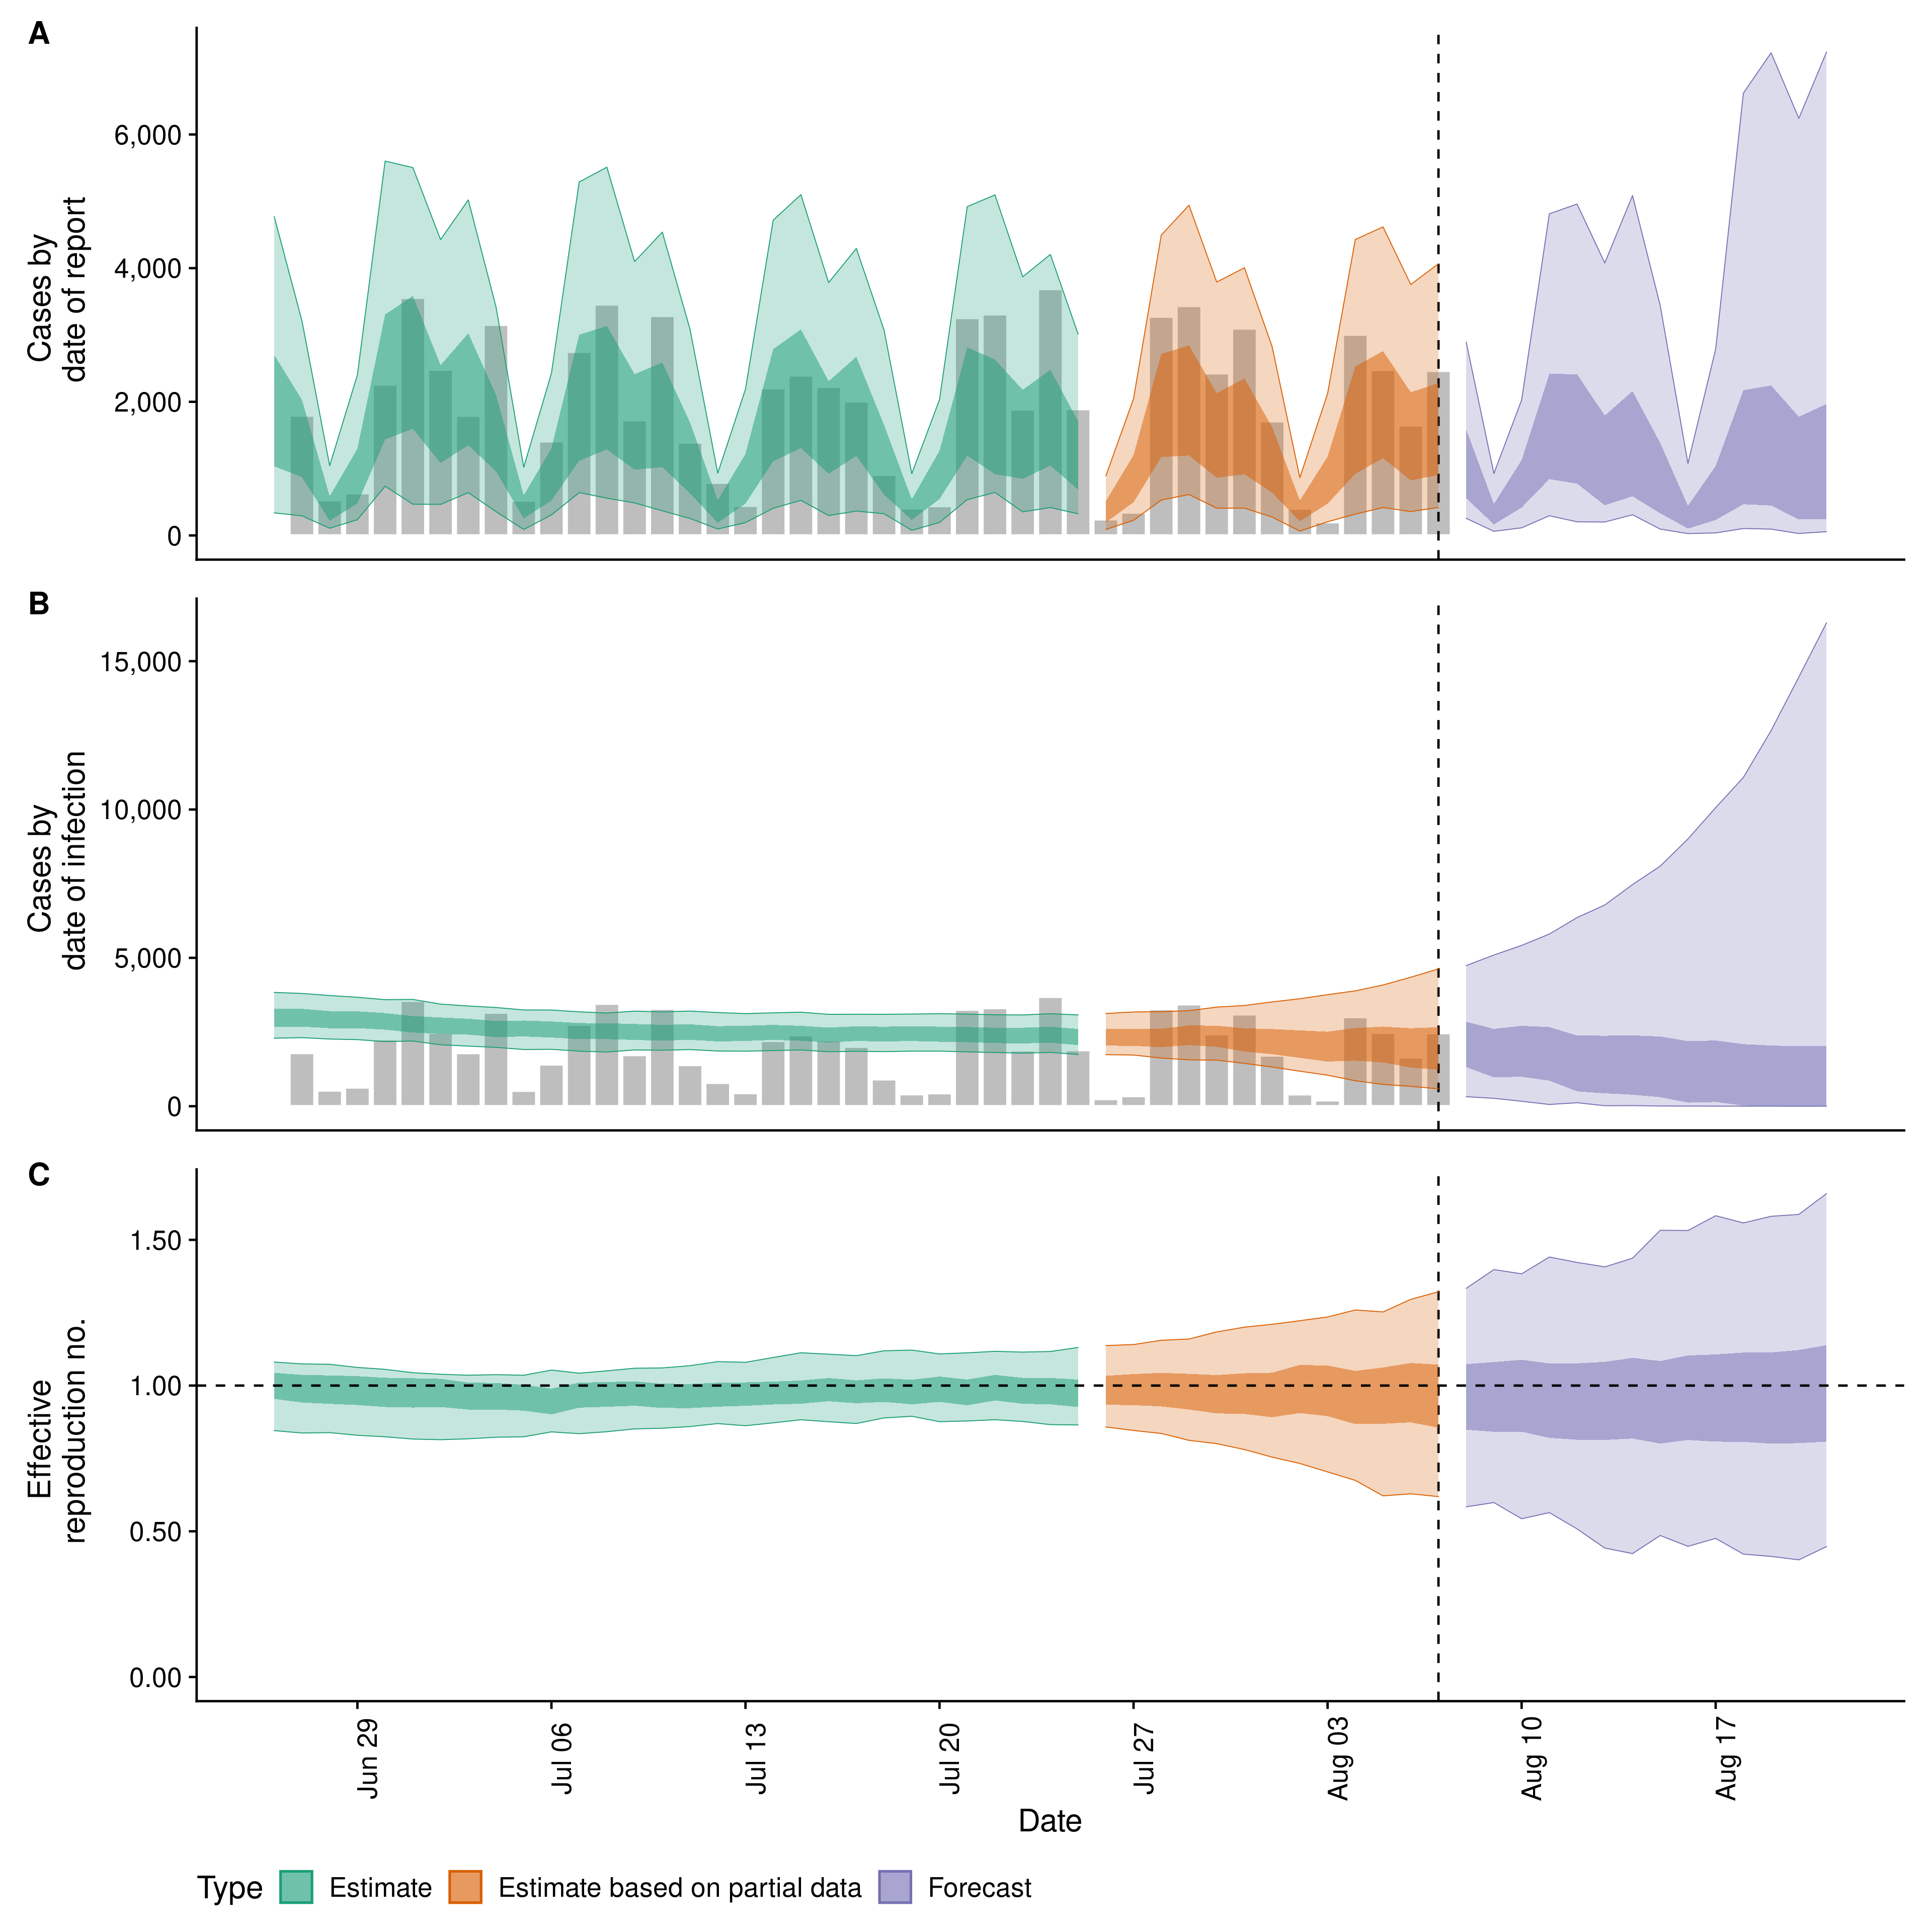 A
6,000
4,000
2,000
0
Cases by
date of report
B
15,000
10,000
5,000
0
Cases by
date of infection
C
1.50
1.00
0.50
0.00
Effective
reproduction no.
Jun 29
Jul 06
Jul 13
Jul 20
Jul 27
Aug 03
Aug 10
Aug 17
Date
Type
Estimate
Estimate based on partial data
Forecast